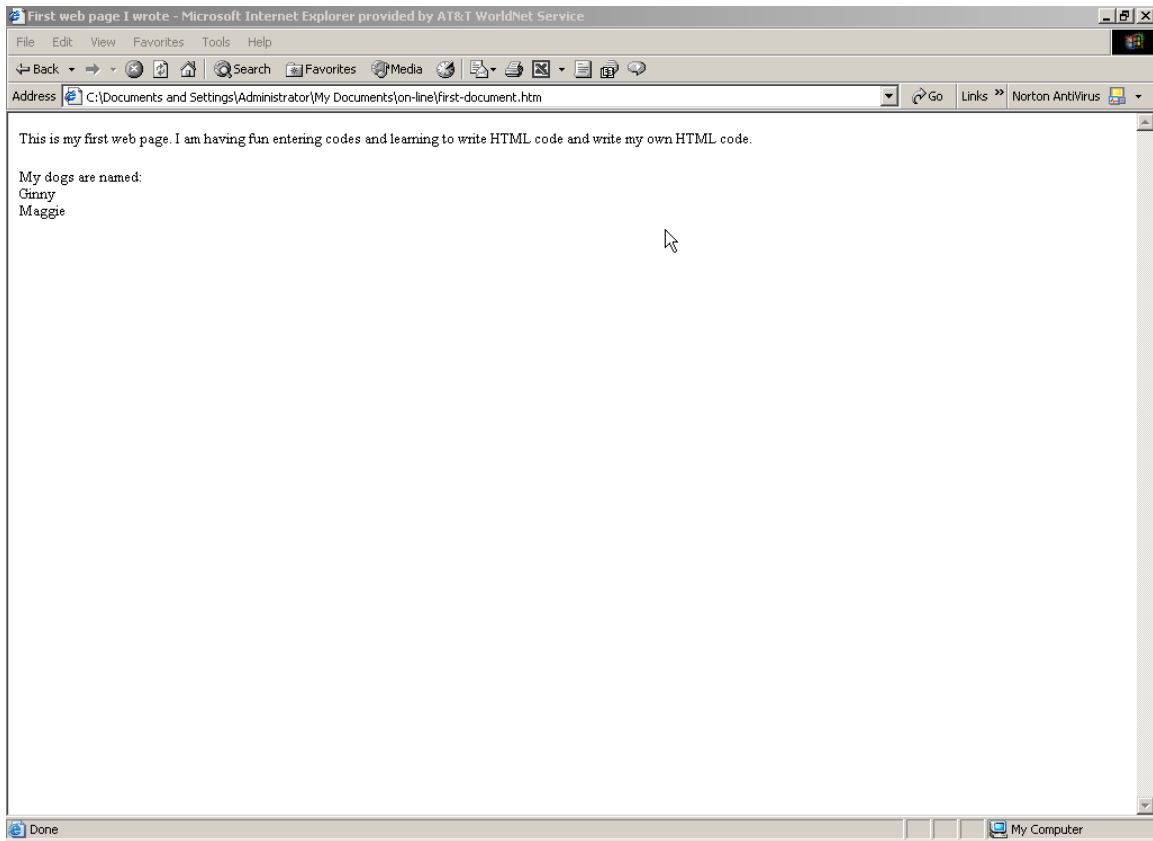 First web page I wrote - Microsoft Internet Explorer provided by AT&T WorldNet Service
File Edit View Favorites Tools Help
Back Search Favorites Media
Address C:\Documents and Settings\Administrator\My Documents\on-line\first-document.htm Go Links » Norton AntiVirus
This is my first web page. I am having fun entering codes and learning to write HTML code and write my own HTML code.
My dogs are named:
Ginny
Maggie
Done My Computer